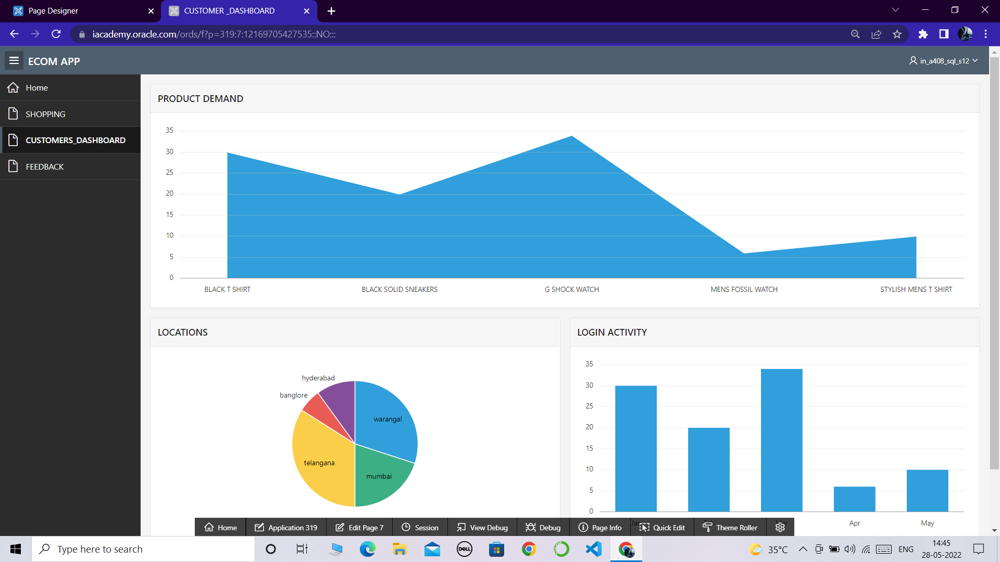 Page Designer
CUSTOMER _DASHBOARD
iacademy.oracle.com/ords/f?p=319:7:12169705427535::NO:::
ECOM APP
in_a408_sql_s12
Home
SHOPPING
CUSTOMERS_DASHBOARD
FEEDBACK
PRODUCT DEMAND
35
30
25
20
15
10
5
0
BLACK T SHIRT
BLACK SOLID SNEAKERS
G SHOCK WATCH
MENS FOSSIL WATCH
STYLISH MENS T SHIRT
LOCATIONS
hyderabad
banglore
warangal
telangana
mumbai
LOGIN ACTIVITY
35
30
25
20
15
10
5
0
Apr
May
Home
Application 319
Edit Page 7
Session
View Debug
Debug
Page Info
Quick Edit
Theme Roller
Type here to search
DELL
35°C
ENG
14:45
28-05-2022